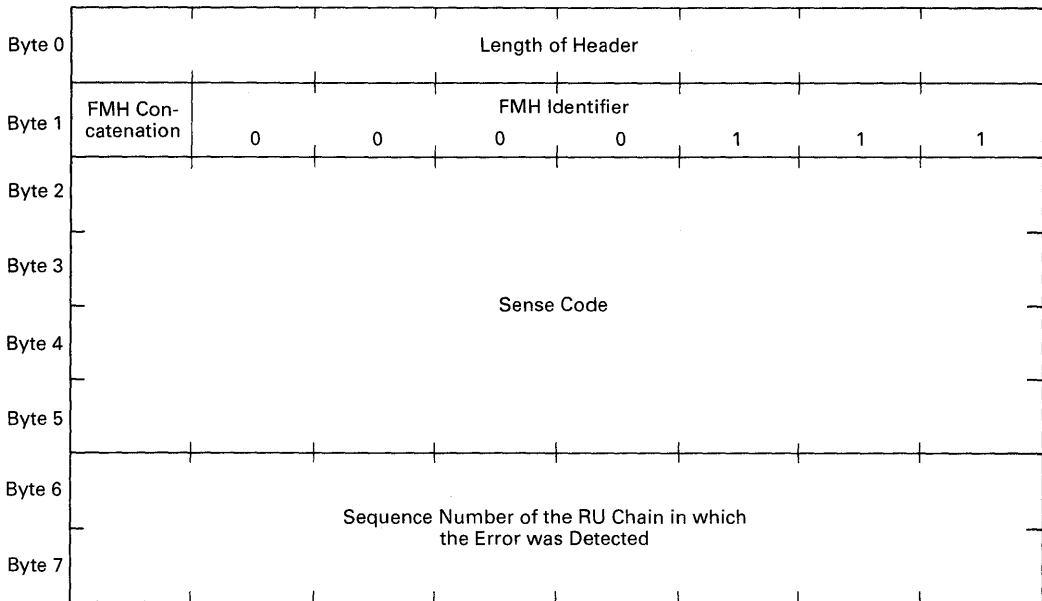 Byte 0
Length of Header
Byte 1
FMH Con-
catenation
FMH Identifier
0 0 0 0 1 1 1
Byte 2
Byte 3
Sense Code
Byte 4
Byte 5
Byte 6
Sequence Number of the RU Chain in which
the Error was Detected
Byte 7